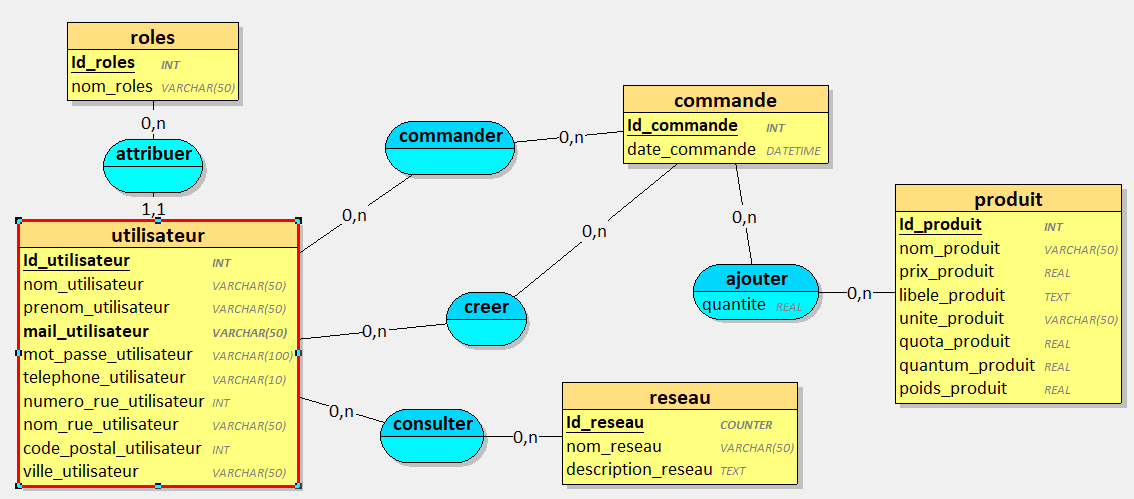 roles
Id_roles INT
nom_roles VARCHAR(50)
0,n
attribuer
1,1
utilisateur
Id_utilisateur INT
nom_utilisateur VARCHAR(50)
prenom_utilisateur VARCHAR(50)
mail_utilisateur VARCHAR(50)
mot_passe_utilisateur VARCHAR(100)
telephone_utilisateur VARCHAR(10)
numero_rue_utilisateur INT
nom_rue_utilisateur VARCHAR(50)
code_postal_utilisateur INT
ville_utilisateur VARCHAR(50)
commander
0,n
0,n
commande
Id_commande INT
date_commande DATETIME
0,n
creer
0,n
0,n
ajouter
quantite REAL
0,n
produit
Id_produit INT
nom_produit VARCHAR(50)
prix_produit REAL
libele_produit TEXT
unite_produit VARCHAR(50)
quota_produit REAL
quantum_produit REAL
poids_produit REAL
0,n
consulter
0,n
reseau
Id_reseau COUNTER
nom_reseau VARCHAR(50)
description_reseau TEXT